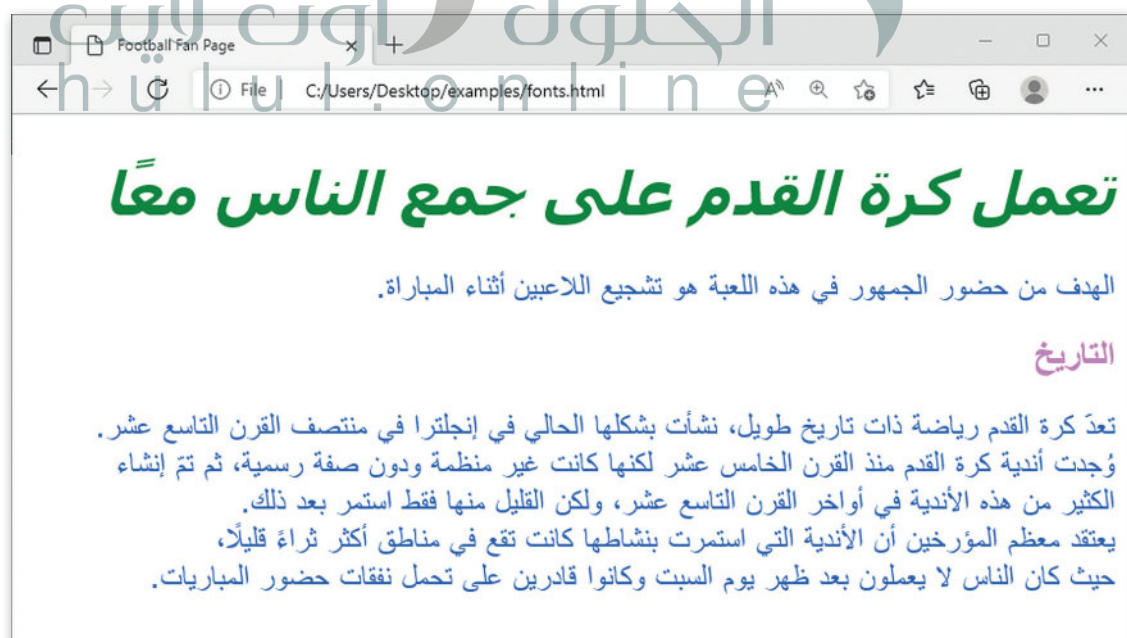 الحلول اون لاين
hulul.online
Football Fan Page
File
C:/Users/Desktop/examples/fonts.html
تعمل كرة القدم على جمع الناس معًا
الهدف من حضور الجمهور في هذه اللعبة هو تشجيع اللاعبين أثناء المباراة.
التاريخ
تعدّ كرة القدم رياضة ذات تاريخ طويل، نشأت بشكلها الحالي في إنجلترا في منتصف القرن التاسع عشر.
وُجدت أندية كرة القدم منذ القرن الخامس عشر لكنها كانت غير منظمة ودون صفة رسمية، ثم تمّ إنشاء
الكثير من هذه الأندية في أواخر القرن التاسع عشر، ولكن القليل منها فقط استمر بعد ذلك.
يعتقد معظم المؤرخين أن الأندية التي استمرت بنشاطها كانت تقع في مناطق أكثر ثراءً قليلًا،
حيث كان الناس لا يعملون بعد ظهر يوم السبت وكانوا قادرين على تحمل نفقات حضور المباريات.